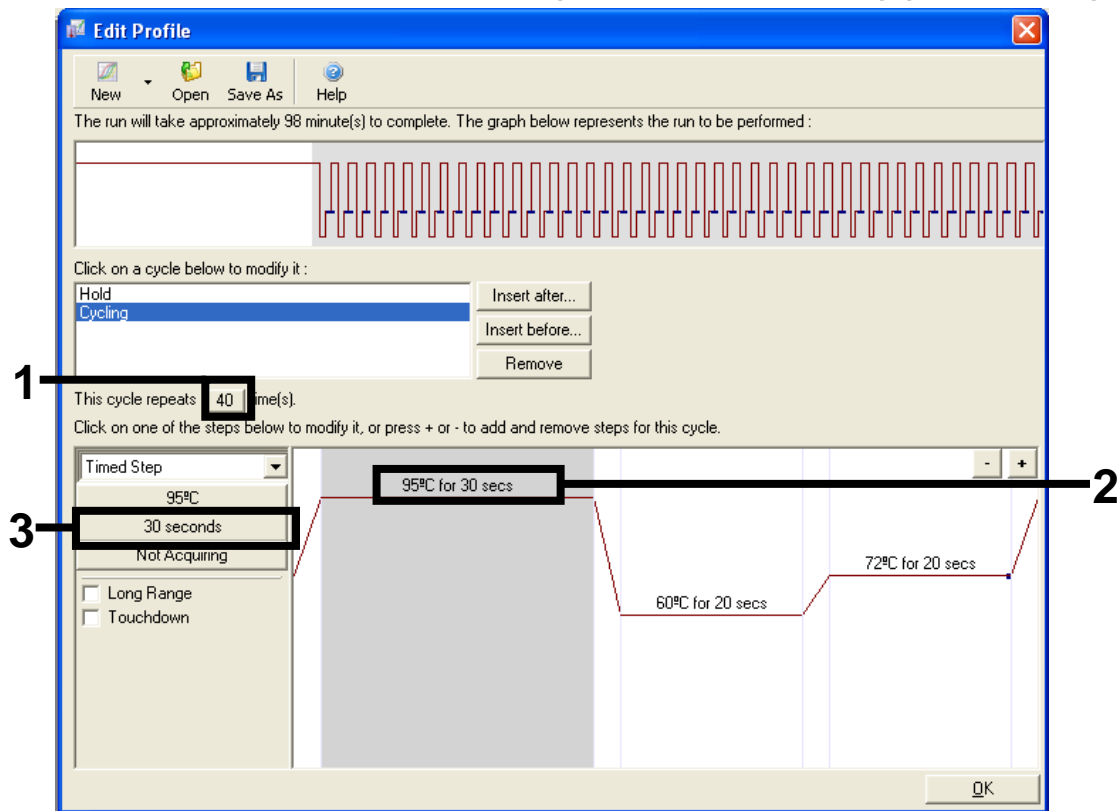 Edit Profile
New Open Save As Help
The run will take approximately 98 minute(s) to complete. The graph below represents the run to be performed :
Click on a cycle below to modify it :
Hold
Cycling
Insert after...
Insert before...
Remove
1
This cycle repeats 40 ime(s).
Click on one of the steps below to modify it, or press + or - to add and remove steps for this cycle.
Timed Step
- +
95ºC
95ºC for 30 secs
2
3
30 seconds
Not Acquiring
72ºC for 20 secs
Long Range
60ºC for 20 secs
Touchdown
OK